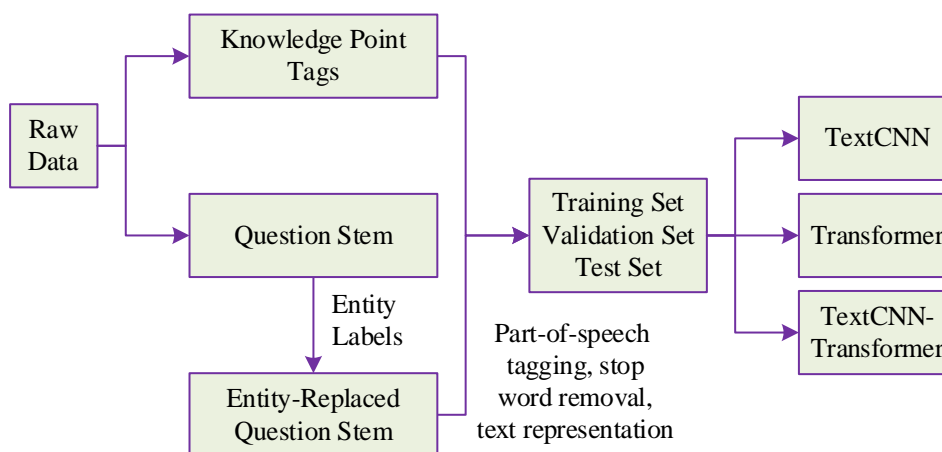 Knowledge Point
Tags
Raw
Data
Question Stem
Entity
Labels
Entity-Replaced
Question Stem
Part-of-speech
tagging, stop
word removal,
text representation
Training Set
Validation Set
Test Set
TextCNN
Transformer
TextCNN-
Transformer